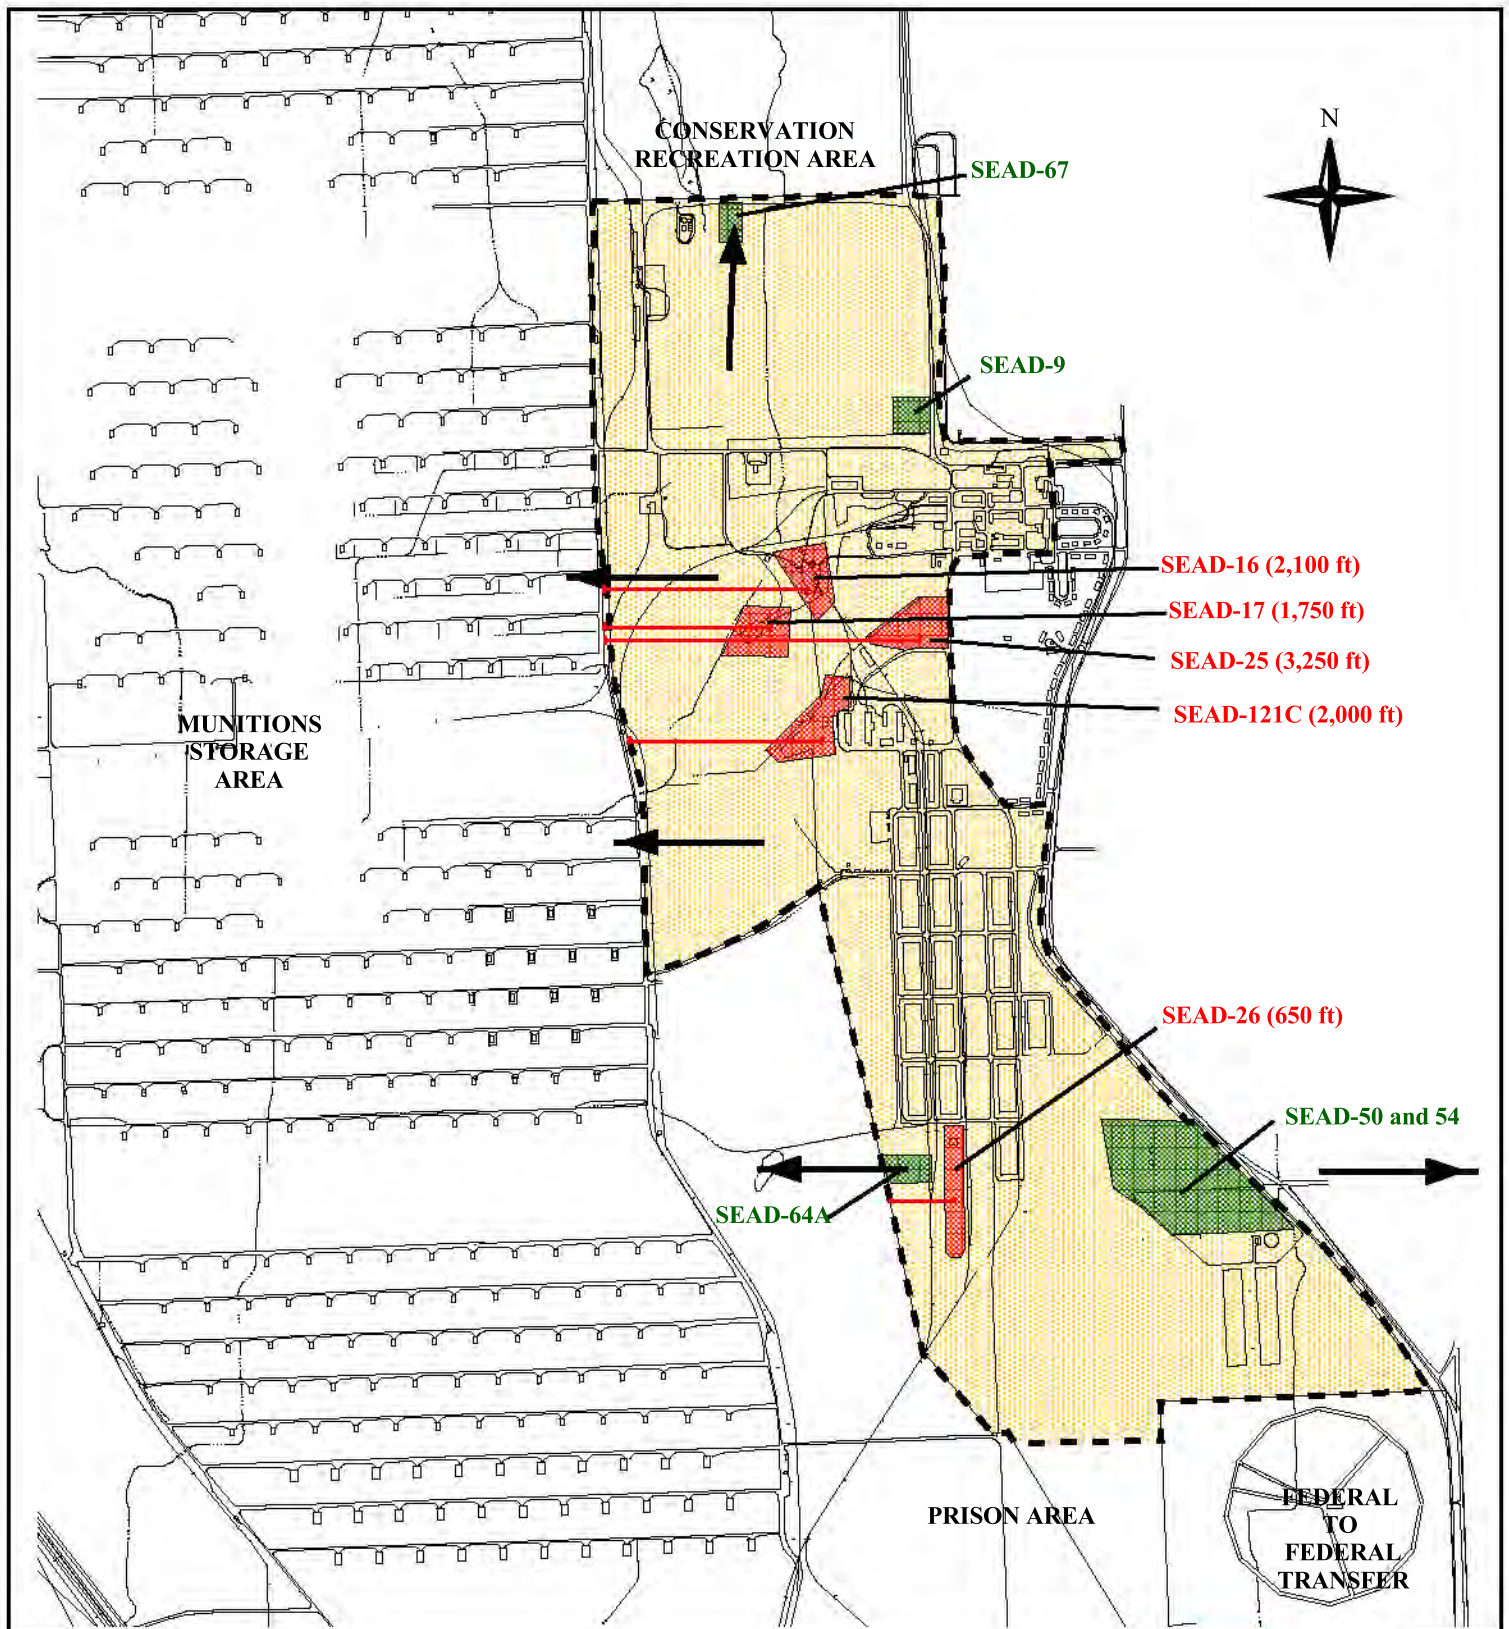 N
CONSERVATION
RECREATION AREA
SEAD-67
SEAD-9
SEAD-16 (2,100 ft)
SEAD-17 (1,750 ft)
SEAD-25 (3,250 ft)
SEAD-121C (2,000 ft)
MUNITIONS
STORAGE
AREA
SEAD-26 (650 ft)
SEAD-50 and 54
SEAD-64A
PRISON AREA
FEDERAL
TO
FEDERAL
TRANSFER